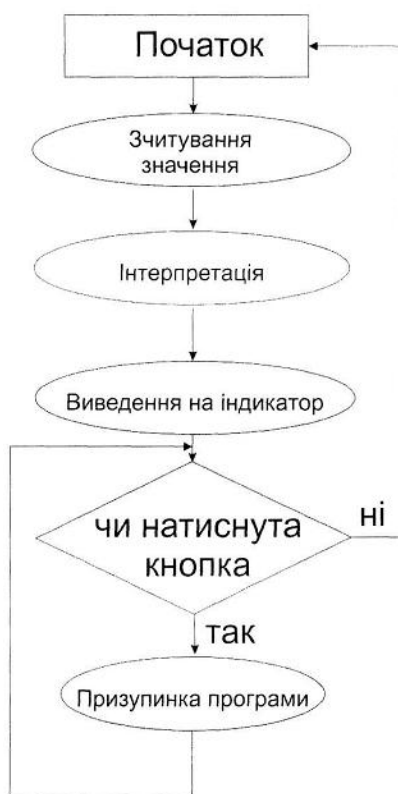 Початок
Зчитування
значення
Інтерпретація
Виведення на індикатор
чи натиснута
кнопка
ні
так
Призупинка програми